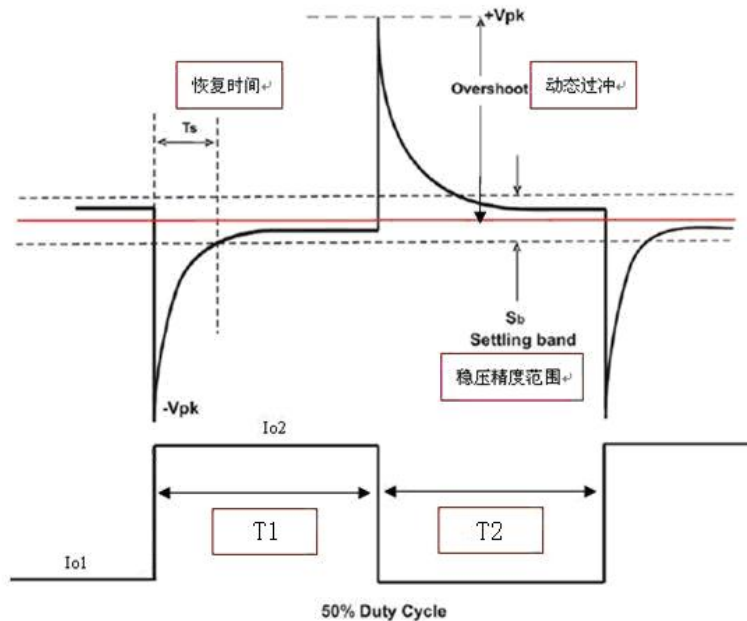 +Vpk
恢复时间
Overshoot
动态过冲
Ts
Sb
Settling band
稳压精度范围
-Vpk
Io2
T1
T2
Io1
50% Duty Cycle